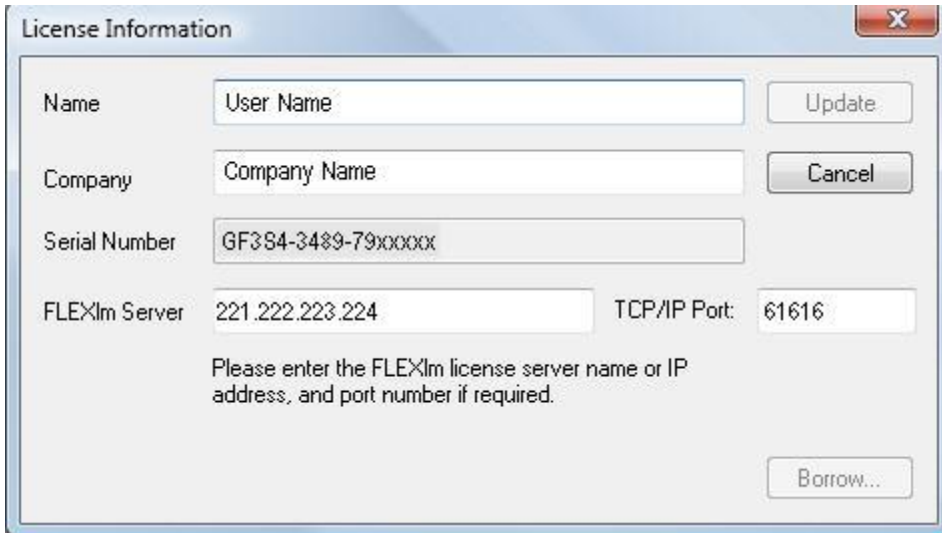 License Information
Name User Name Update
Company Company Name Cancel
Serial Number GF3S4-3489-79xxxxx
FLEXlm Server 221.222.223.224 TCP/IP Port: 61616
Please enter the FLEXlm license server name or IP
address, and port number if required.
Borrow...